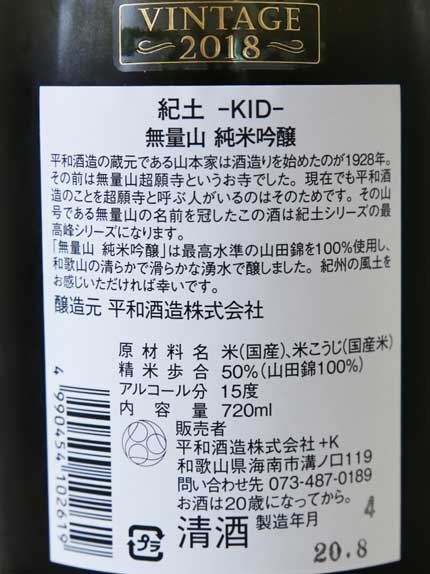 VINTAGE
2018
紀土 -KID-
無量山 純米吟醸
平和酒造の蔵元である山本家は酒造りを始めたのが1928年。
その前は無量山超願寺というお寺でした。現在でも平和酒
造のことを超願寺と呼ぶ人がいるのはそのためです。その山
号である無量山の名前を冠したこの酒は紀土シリーズの最
高峰シリーズになります。
「無量山 純米吟醸」は最高水準の山田錦を100%使用し、
和歌山の清らかで滑らかな湧水で醸しました。紀州の風土を
お感じいただければ幸いです。
醸造元 平和酒造株式会社
原材料名 米(国産)、米こうじ(国産米)
精米歩合 50%(山田錦100%)
アルコール分 15度
内容量 720ml
販売者
平和酒造株式会社+K
和歌山県海南市溝ノ口119
問い合わせ先 073-487-0189
お酒は20歳になってから。
4
プラ 清酒 製造年月
20.8
4 990454 102619